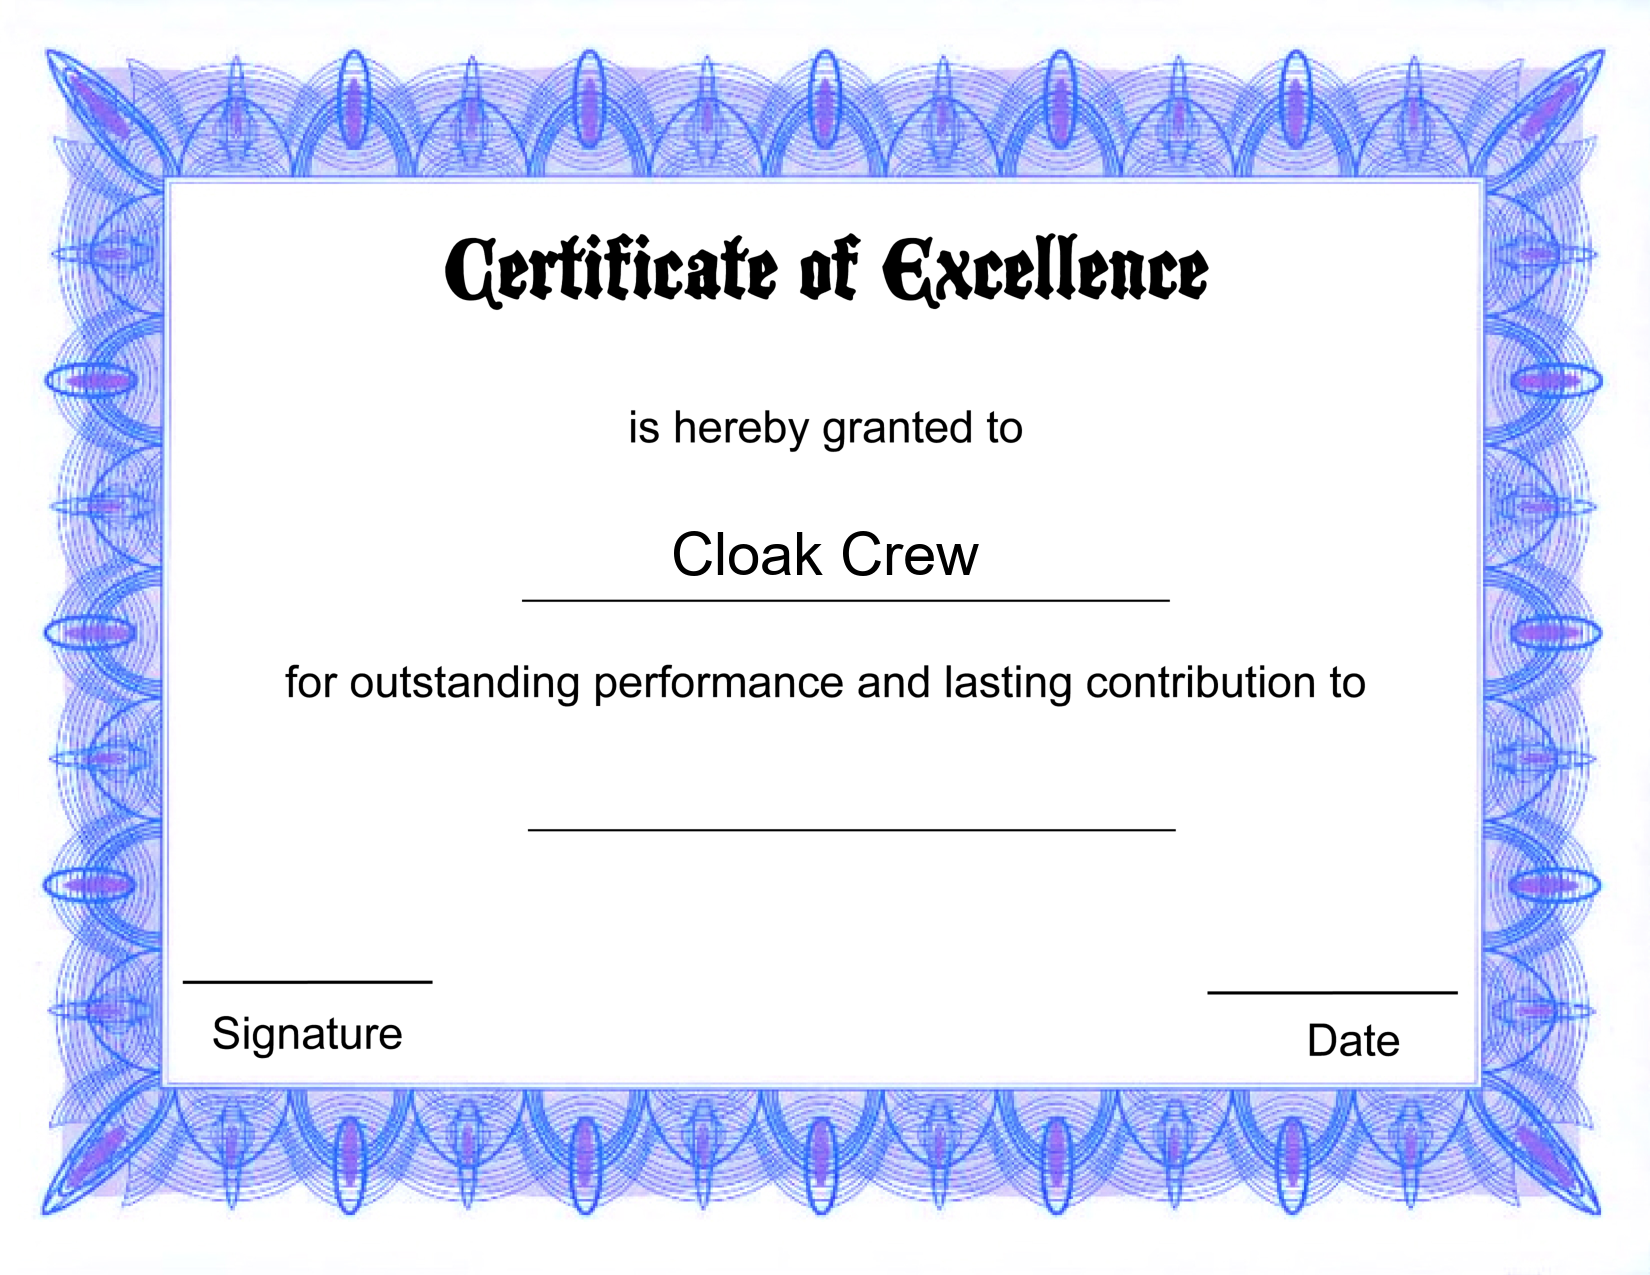 Certificate of Excellence
is hereby granted to
Cloak Crew
for outstanding performance and lasting contribution to
Signature
Date